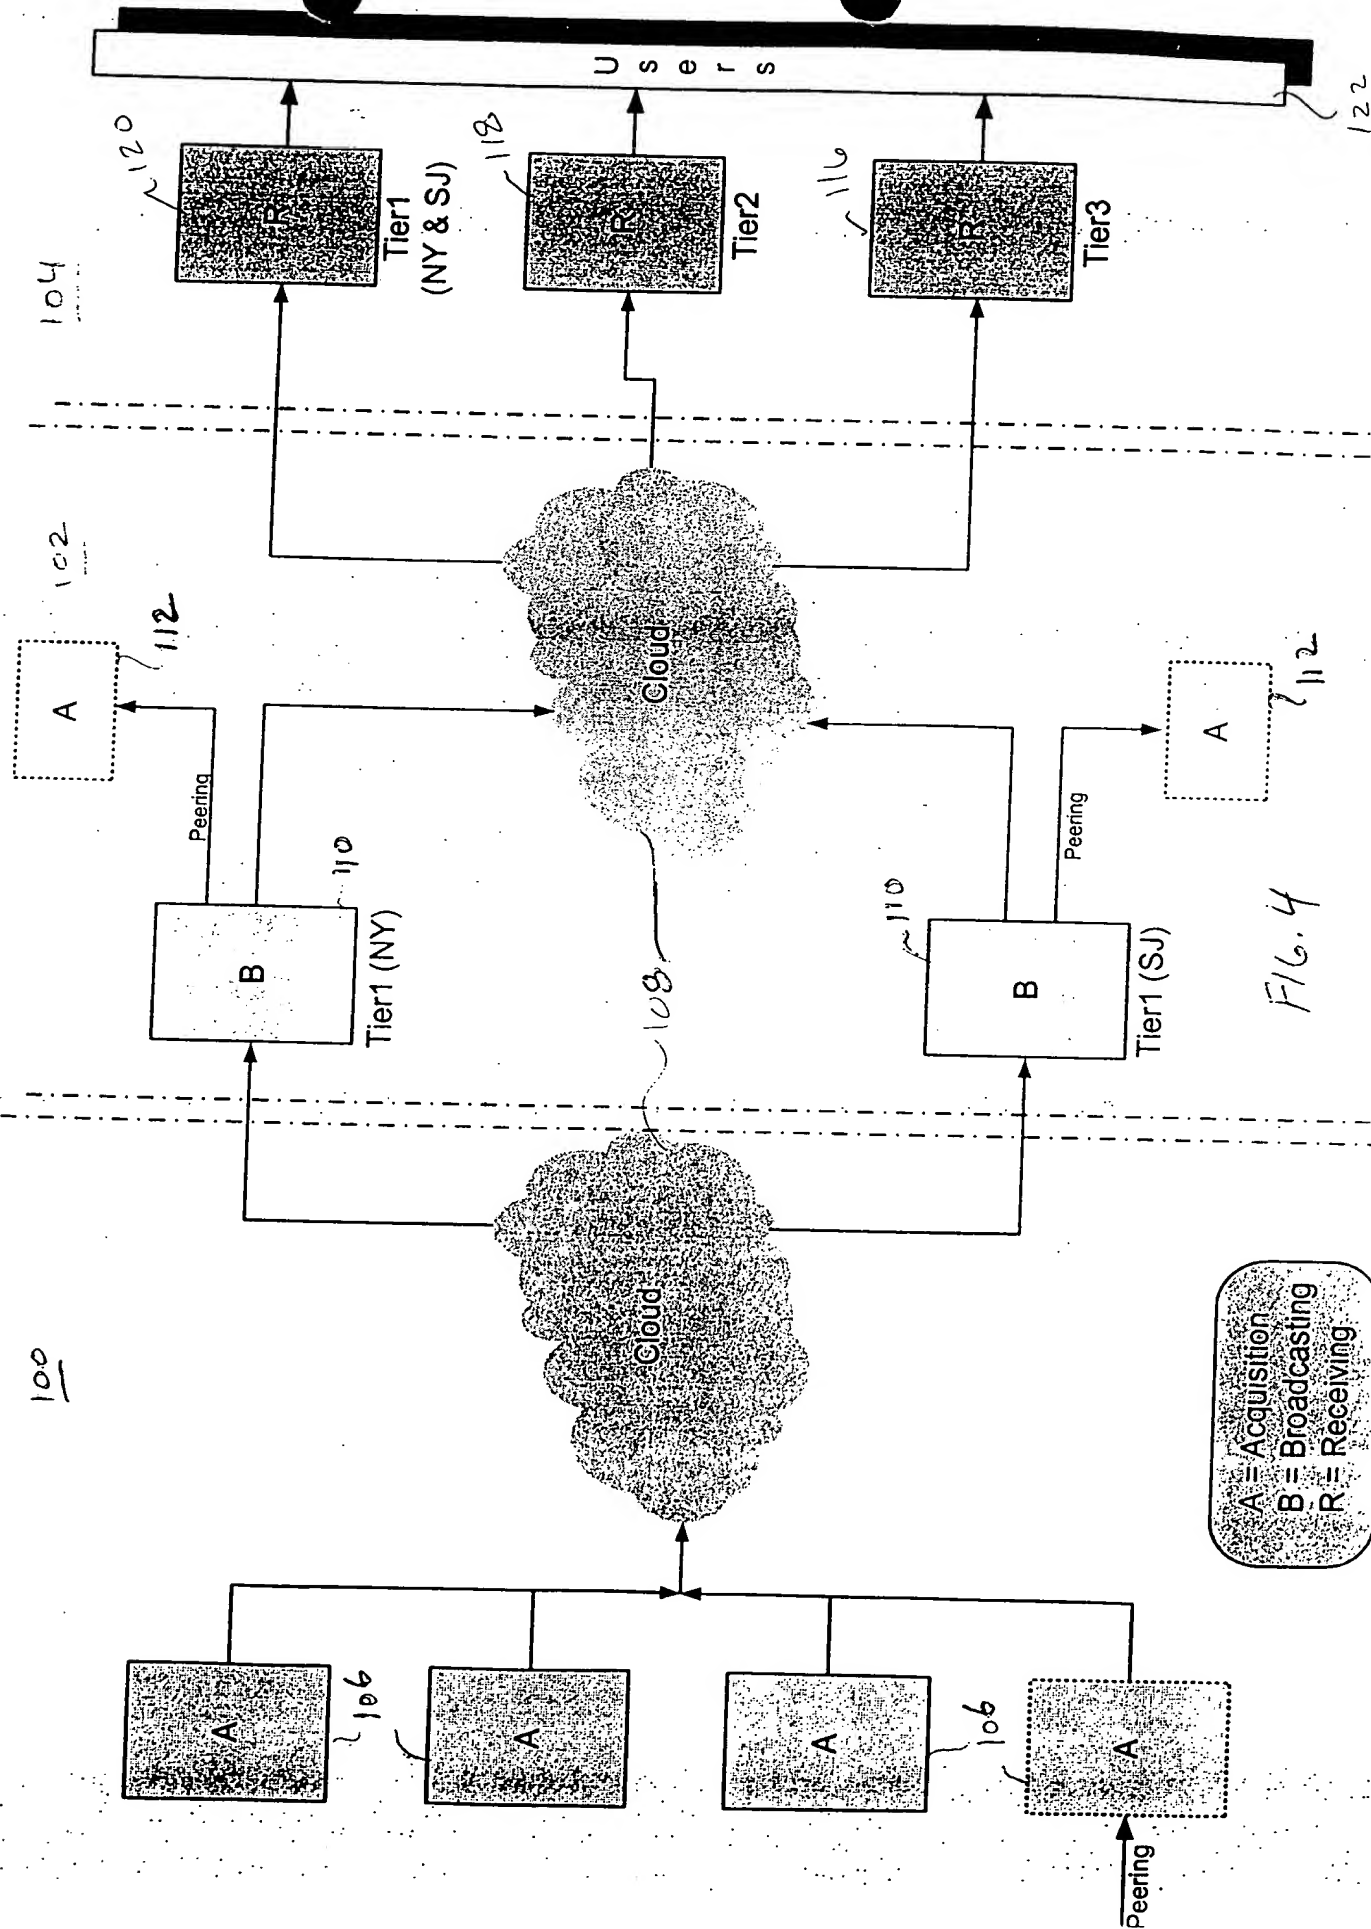 100
102
104
A
106
A
A
106
A
Peering
Cloud
108
B
110
Tier1 (NY)
Peering
A
112
B
110
Tier1 (SJ)
Peering
A
112
Cloud
R
120
Tier1
(NY & SJ)
R
118
Tier2
R
116
Tier3
Users
122
A = Acquisition
B = Broadcasting
R = Receiving
FIG. 4